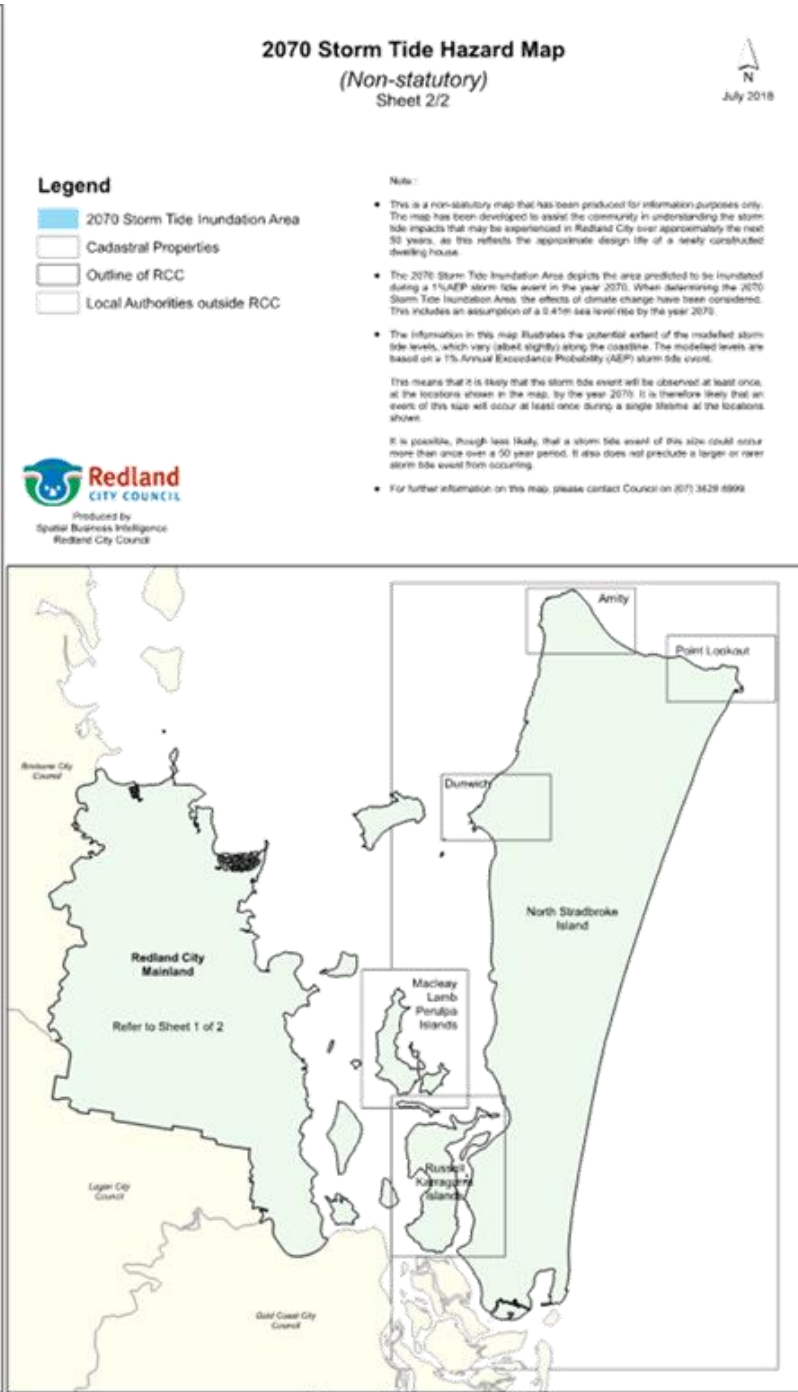 2070 Storm Tide Hazard Map
(Non-statutory)
Sheet 2/2
N
July 2018
Legend
2070 Storm Tide Inundation Area
Cadastral Properties
Outline of RCC
Local Authorities outside RCC
Note :
• This is a non-statutory map that has been produced for information purposes only.
The map has been developed to assist the community in understanding the storm
tide impacts that may be experienced in Redland City over approximately the next
50 years, as this reflects the approximate design life of a newly constructed
dwelling house.
• The 2070 Storm Tide Inundation Area depicts the area predicted to be inundated
during a 1%AEP storm tide event in the year 2070. When determining the 2070
Storm Tide Inundation Area, the effects of climate change have been considered.
This includes an assumption of a 0.41m sea level rise by the year 2070.
• The information in this map illustrates the potential extent of the modelled storm
tide levels, which vary (albeit slightly) along the coastline. The modelled levels are
based on a 1% Annual Exceedance Probability (AEP) storm tide event.
This means that it is likely that the storm tide event will be observed at least once,
at the locations shown in the map, by the year 2070. It is therefore likely that an
event of this size will occur at least once during a single lifetime at the locations
shown.
It is possible, though less likely, that a storm tide event of this size could occur
more than once over a 50 year period. It also does not preclude a larger or rarer
storm tide event from occurring.
• For further information on this map, please contact Council on (07) 3829 8999
Redland
CITY COUNCIL
Produced by
Spatial Business Intelligence
Redland City Council
Amity
Point Lookout
Brisbane City
Council
Dunwich
North Stradbroke
Island
Redland City
Mainland
Refer to Sheet 1 of 2
Macleay
Lamb
Perulpa
Islands
Russell
Karragarra
Islands
Logan City
Council
Gold Coast City
Council